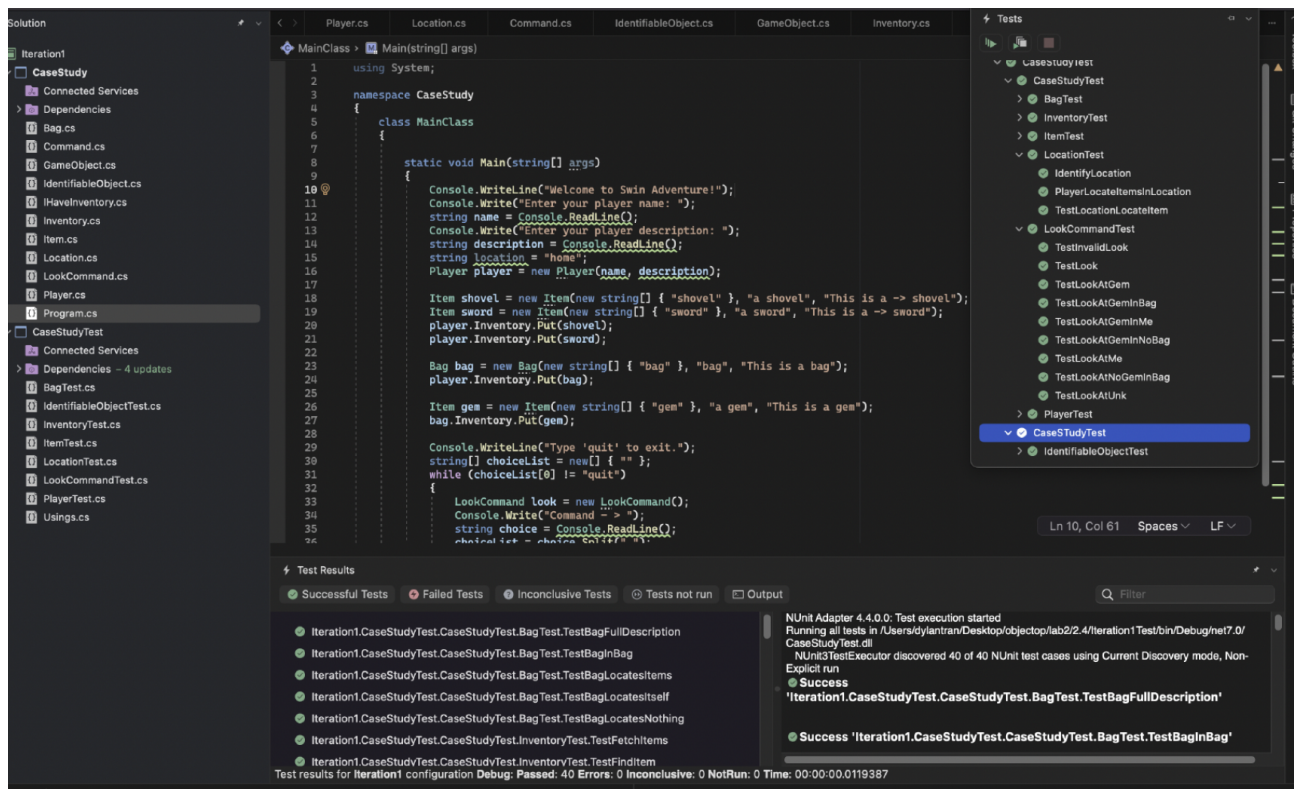 Solution
Iteration1
CaseStudy
Connected Services
Dependencies
Bag.cs
Command.cs
GameObject.cs
IdentifiableObject.cs
IHaveInventory.cs
Inventory.cs
Item.cs
Location.cs
LookCommand.cs
Player.cs
Program.cs
CaseStudyTest
Connected Services
Dependencies – 4 updates
BagTest.cs
IdentifiableObjectTest.cs
InventoryTest.cs
ItemTest.cs
LocationTest.cs
LookCommandTest.cs
PlayerTest.cs
Usings.cs
Player.cs Location.cs Command.cs IdentifiableObject.cs GameObject.cs Inventory.cs
MainClass › M Main(string[] args)
1 using System;
2
3 namespace CaseStudy
4 {
5 class MainClass
6 {
7
8 static void Main(string[] args)
9 {
10 Console.WriteLine("Welcome to Swin Adventure!");
11 Console.Write("Enter your player name: ");
12 string name = Console.ReadLine();
13 Console.Write("Enter your player description: ");
14 string description = Console.ReadLine();
15 string location = "home";
16 Player player = new Player(name, description);
17
18 Item shovel = new Item(new string[] { "shovel" }, "a shovel", "This is a -> shovel");
19 Item sword = new Item(new string[] { "sword" }, "a sword", "This is a -> sword");
20 player.Inventory.Put(shovel);
21 player.Inventory.Put(sword);
22
23 Bag bag = new Bag(new string[] { "bag" }, "bag", "This is a bag");
24 player.Inventory.Put(bag);
25
26 Item gem = new Item(new string[] { "gem" }, "a gem", "This is a gem");
27 bag.Inventory.Put(gem);
28
29 Console.WriteLine("Type 'quit' to exit.");
30 string[] choiceList = new[] { "" };
31 while (choiceList[0] != "quit")
32 {
33 LookCommand look = new LookCommand();
34 Console.Write("Command - > ");
35 string choice = Console.ReadLine();
36 choiceList = choice.Split(" ");
Tests
CaseStudyTest
CaseStudyTest
BagTest
InventoryTest
ItemTest
LocationTest
IdentifyLocation
PlayerLocateItemsInLocation
TestLocationLocateItem
LookCommandTest
TestInvalidLook
TestLook
TestLookAtGem
TestLookAtGemInBag
TestLookAtGemInMe
TestLookAtGemInNoBag
TestLookAtMe
TestLookAtNoGemInBag
TestLookAtUnk
PlayerTest
CaseSTudyTest
IdentifiableObjectTest
Ln 10, Col 61 Spaces LF
Test Results
Successful Tests Failed Tests Inconclusive Tests Tests not run Output Filter
Iteration1.CaseStudyTest.CaseStudyTest.BagTest.TestBagFullDescription
Iteration1.CaseStudyTest.CaseStudyTest.BagTest.TestBagInBag
Iteration1.CaseStudyTest.CaseStudyTest.BagTest.TestBagLocatesItems
Iteration1.CaseStudyTest.CaseStudyTest.BagTest.TestBagLocatesItself
Iteration1.CaseStudyTest.CaseStudyTest.BagTest.TestBagLocatesNothing
Iteration1.CaseStudyTest.CaseStudyTest.InventoryTest.TestFetchItems
Iteration1.CaseStudyTest.CaseStudyTest.InventoryTest.TestFindItem
NUnit Adapter 4.4.0.0: Test execution started
Running all tests in /Users/dylantran/Desktop/objectop/lab2/2.4/Iteration1Test/bin/Debug/net7.0/
CaseStudyTest.dll
NUnit3TestExecutor discovered 40 of 40 NUnit test cases using Current Discovery mode, Non-
Explicit run
Success
'Iteration1.CaseStudyTest.CaseStudyTest.BagTest.TestBagFullDescription'
Success 'Iteration1.CaseStudyTest.CaseStudyTest.BagTest.TestBagInBag'
Test results for Iteration1 configuration Debug: Passed: 40 Errors: 0 Inconclusive: 0 NotRun: 0 Time: 00:00:00.0119387